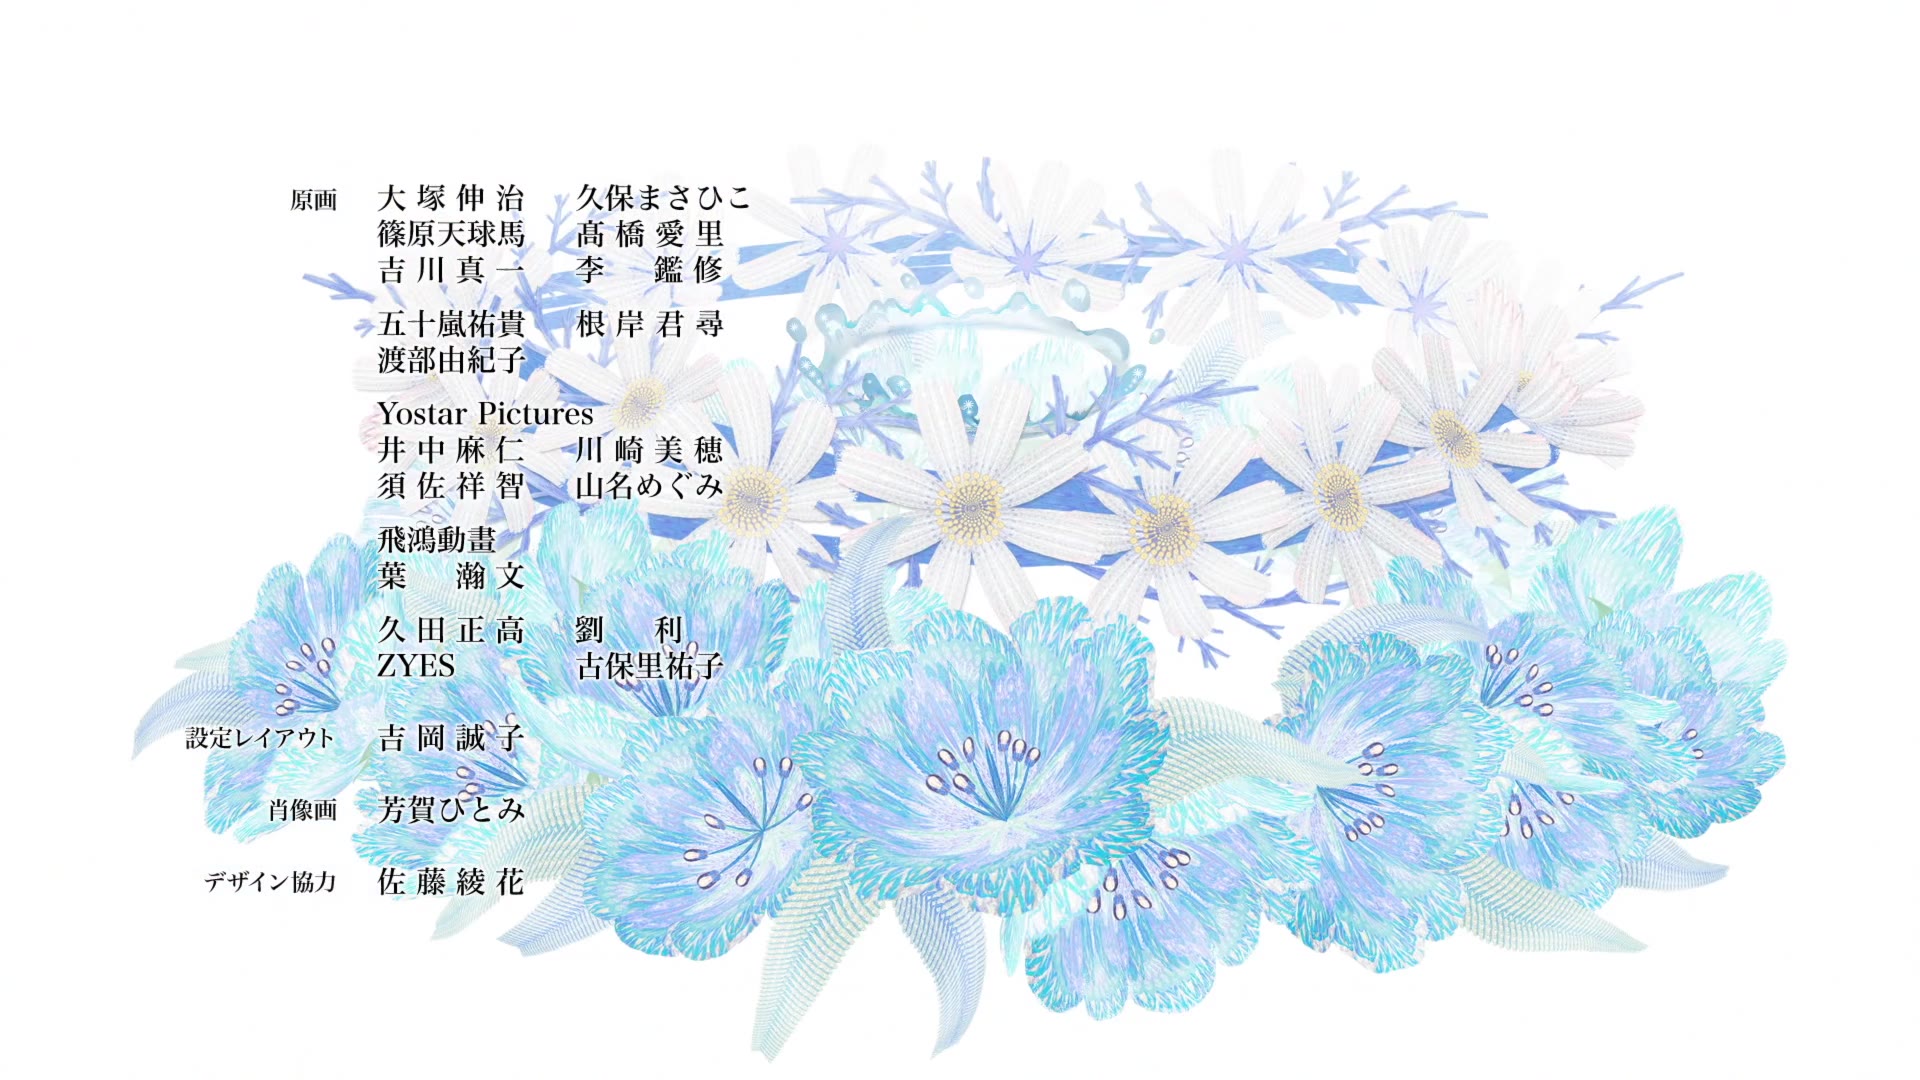 原画 大塚伸治 久保まさひこ
篠原天球馬 髙橋愛里
吉川真一 李鑑修
五十嵐祐貴 根岸君尋
渡部由紀子
Yostar Pictures
井中麻仁 川崎美穂
須佐祥智 山名めぐみ
飛鴻動畫
葉瀚文
久田正高 劉利
ZYES 古保里祐子
設定レイアウト 吉岡誠子
肖像画 芳賀ひとみ
デザイン協力 佐藤綾花